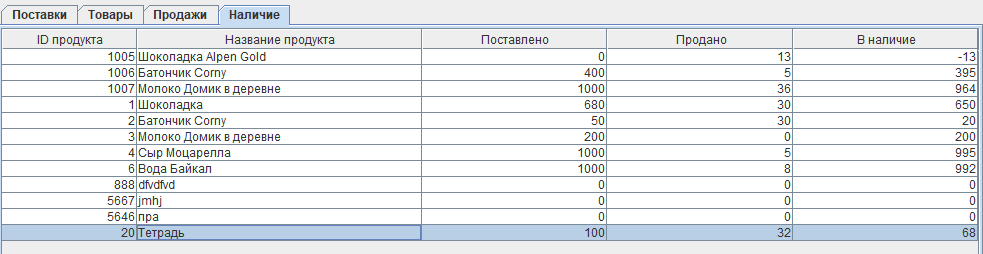 Поставки Товары Продажи Наличие
ID продукта Название продукта Поставлено Продано В наличие
1005 Шоколадка Alpen Gold 0 13 -13
1006 Батончик Corny 400 5 395
1007 Молоко Домик в деревне 1000 36 964
1 Шоколадка 680 30 650
2 Батончик Corny 50 30 20
3 Молоко Домик в деревне 200 0 200
4 Сыр Моцарелла 1000 5 995
6 Вода Байкал 1000 8 992
888 dfvdfvd 0 0 0
5667 jmhj 0 0 0
5646 пра 0 0 0
20 Тетрадь 100 32 68